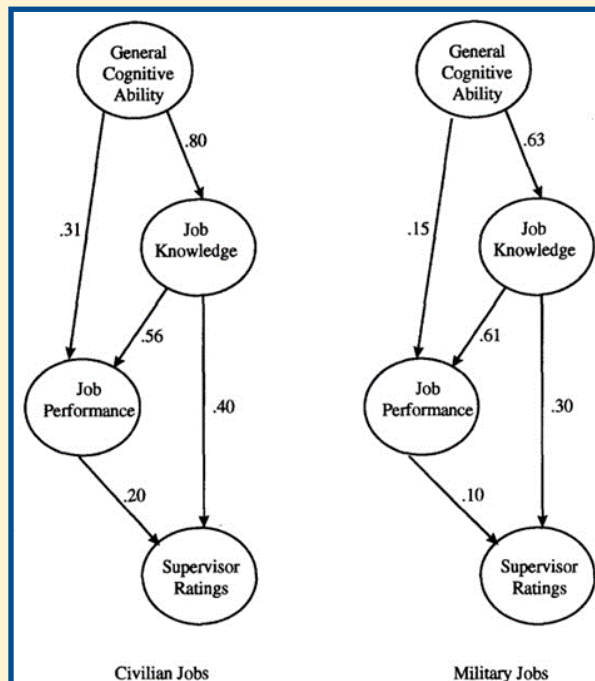 General
Cognitive
Ability
.80
.31
Job
Knowledge
.56
Job
Performance
.40
.20
Supervisor
Ratings
Civilian Jobs
General
Cognitive
Ability
.63
.15
Job
Knowledge
.61
Job
Performance
.30
.10
Supervisor
Ratings
Military Jobs